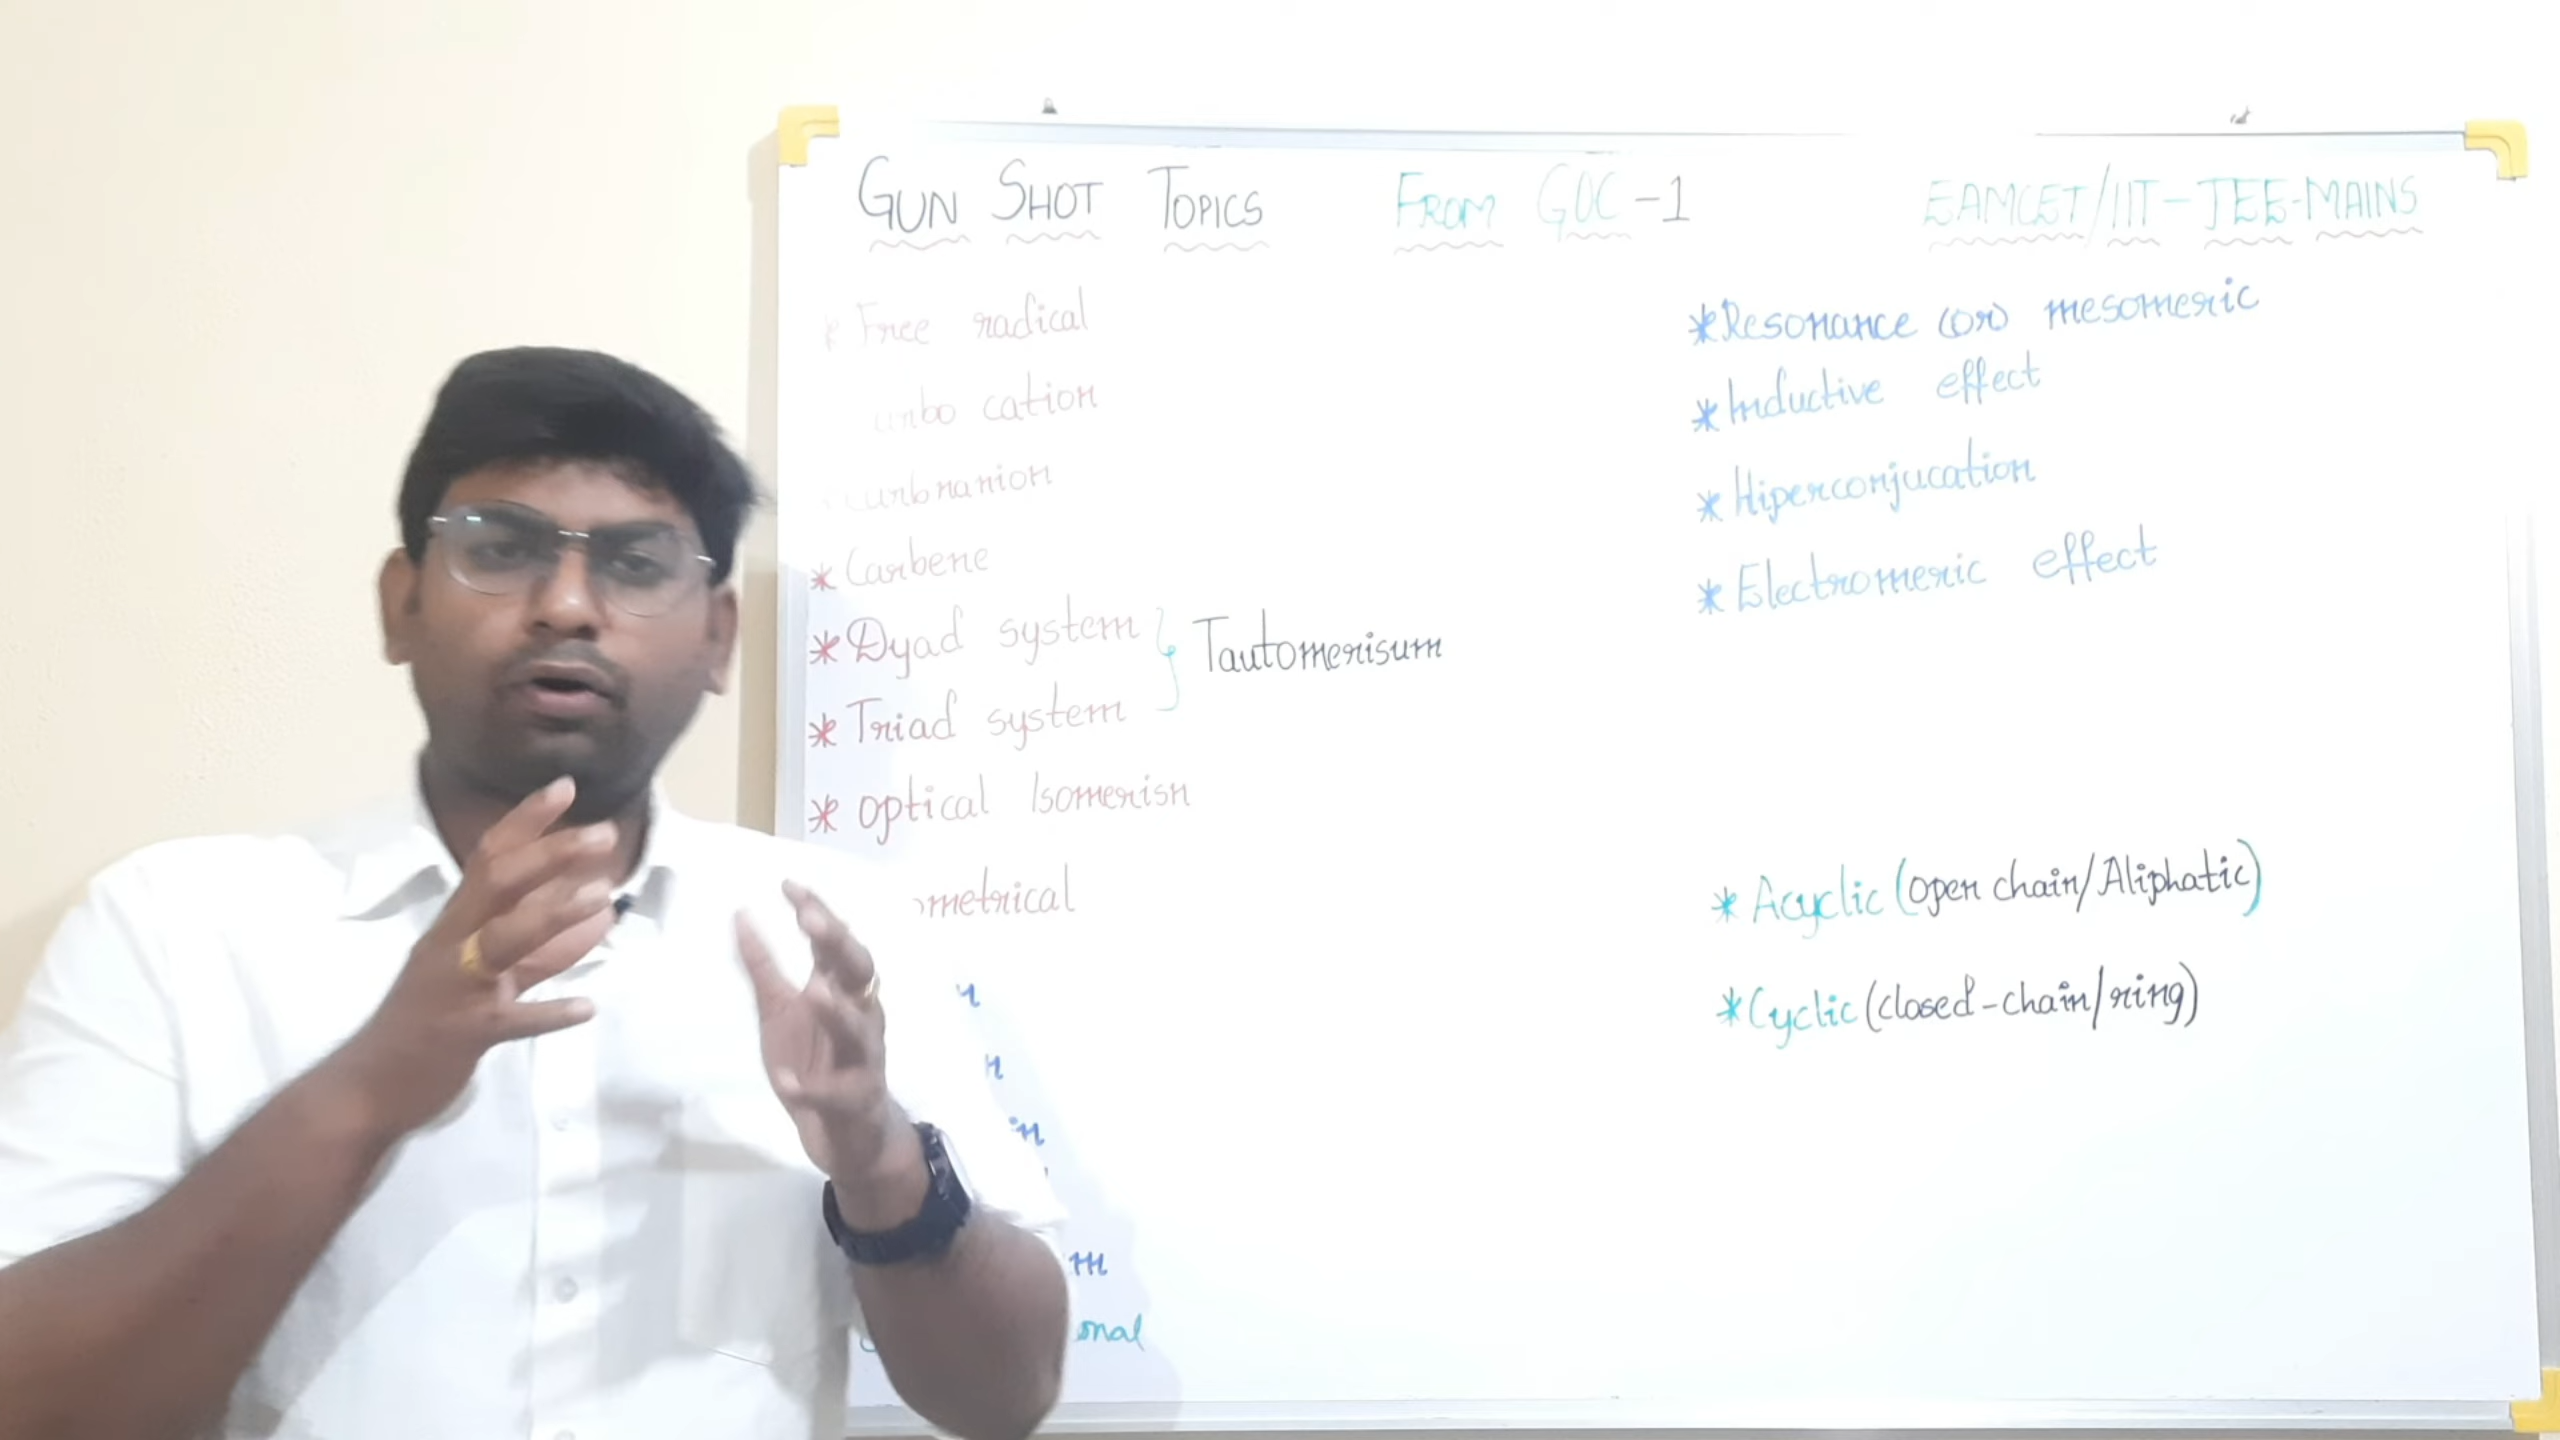 GUN SHOT TOPICS FROM GOC-1 EAMCET/IIT-JEE-MAINS
* Free radical
cation
* Carbene
* Dyad system
* Triad system
Tautomerisum
* optical Isomerism
* Resonance (or) mesomeric
* Inductive effect
* Hiperconjucation
* Electromeric effect
* Acyclic (open chain/Aliphatic)
* Cyclic (closed-chain/ring)